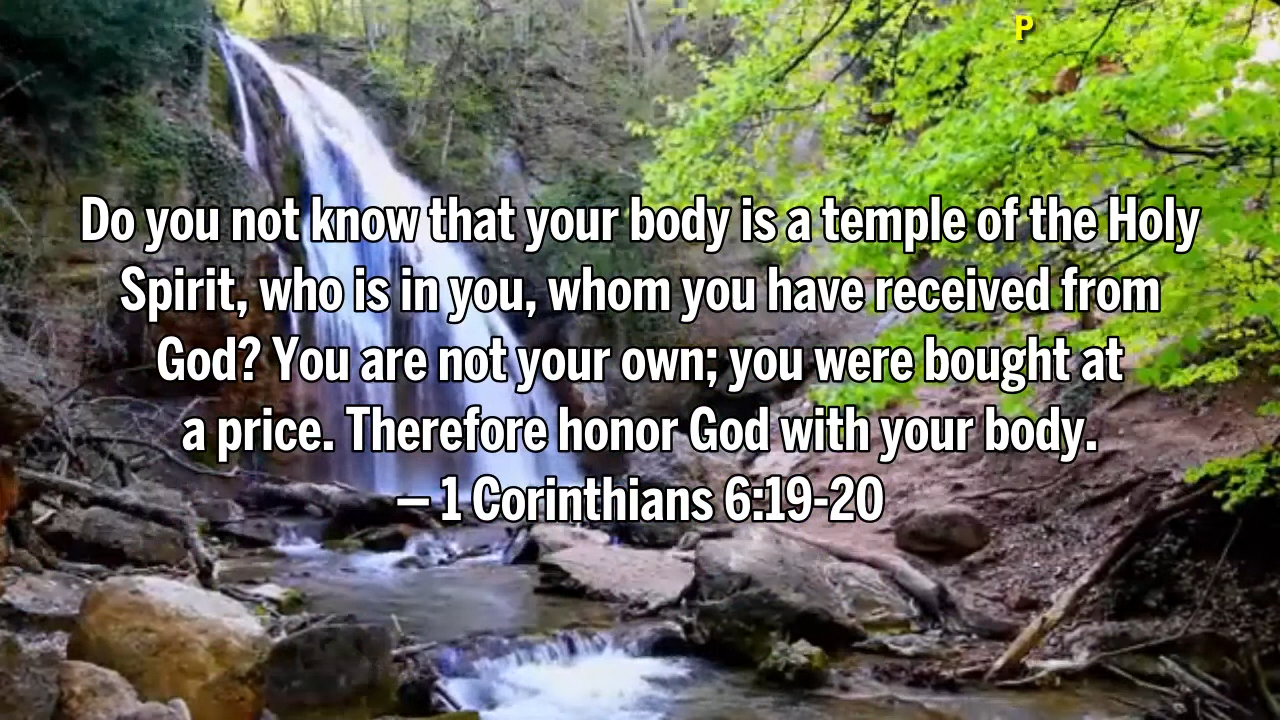 P
Do you not know that your body is a temple of the Holy
Spirit, who is in you, whom you have received from
God? You are not your own; you were bought at
a price. Therefore honor God with your body.
– 1 Corinthians 6:19-20